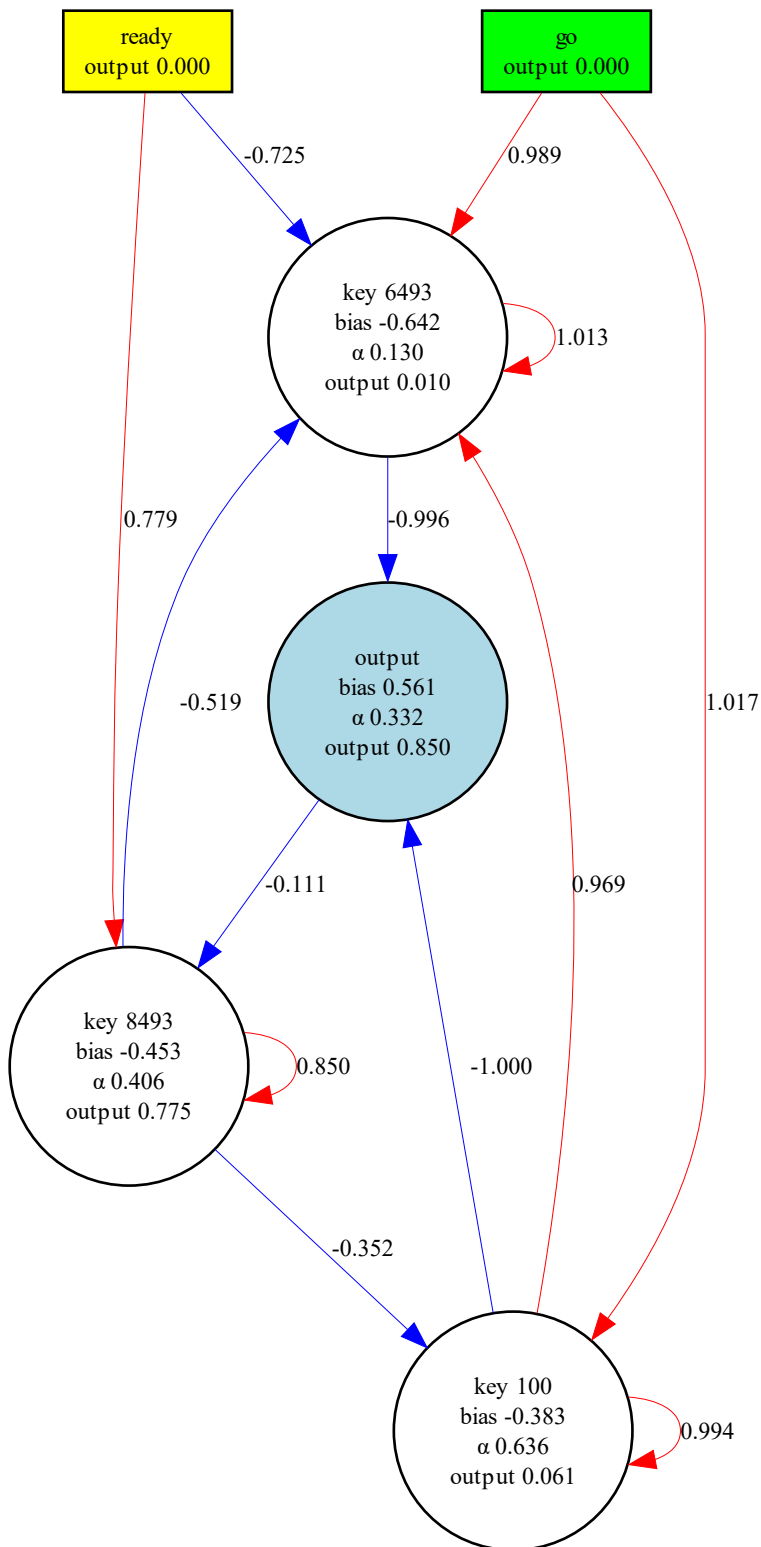 ready
output 0.000
go
output 0.000
-0.725
0.989
key 6493
bias -0.642
α 0.130
output 0.010
1.013
0.779
-0.996
output
bias 0.561
α 0.332
output 0.850
-0.519
1.017
-0.111
0.969
key 8493
bias -0.453
α 0.406
output 0.775
0.850
-1.000
-0.352
key 100
bias -0.383
α 0.636
output 0.061
0.994